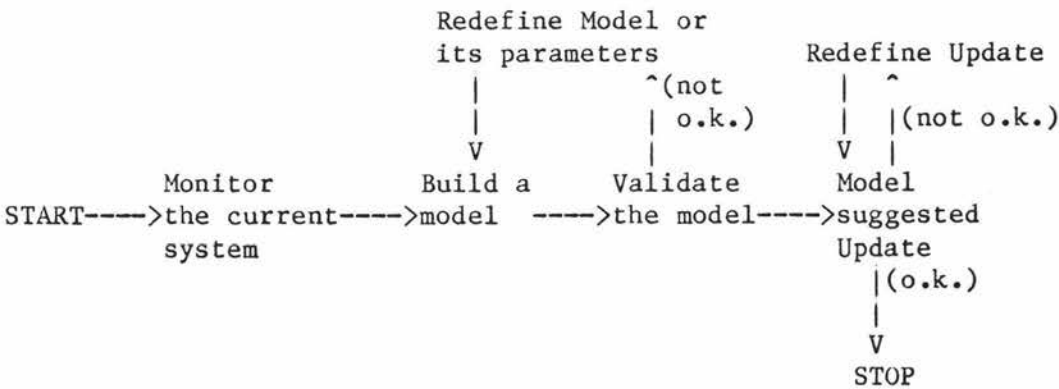 Redefine Model or
its parameters Redefine Update
| ^(not | ^
| | o.k.) | |(not o.k.)
V | V |
Monitor Build a Validate Model
START---->the current---->model ---->the model---->suggested
system Update
|(o.k.)
|
V
STOP